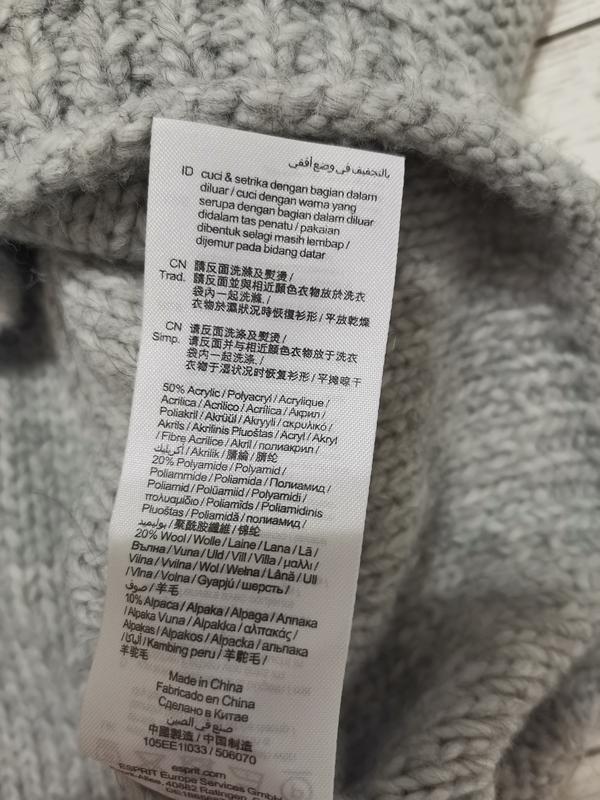 بالتجفيف في وضع أفقي
ID cuci & setrika dengan bagian dalam
diluar / cuci dengan warna yang
serupa dengan bagian dalam diluar
didalam tas penatu / pakaian
dibentuk selagi masih lembap /
dijemur pada bidang datar
CN 請反面洗滌及熨燙 /
Trad. 請反面並與相近顏色衣物放於洗衣
袋內一起洗滌. /
衣物於濕狀況時恢復衫形 / 平放乾燥
CN 请反面洗涤及熨烫 /
Simp. 请反面并与相近颜色衣物放于洗衣
袋内一起洗涤. /
衣物于湿状况时恢复衫形 / 平摊晾干
50% Acrylic / Polyacryl / Acrylique /
Acrilica / Acrílico / Acrílica / Акрил /
Poliakril / Akrüül / Akryyli / ακρυλικό /
Akrils / Akrilinis Pluoštas / Acryl / Akryl
/ Fibre Acrilice / Akril / полиакрил /
أكريليك / Akrilik / 腈綸 / 腈纶
20% Polyamide / Polyamid /
Poliammide / Poliamida / Полиамид /
Poliamid / Polüamiid / Polyamidi /
πολυαμίδιο / Poliamīds / Poliamidinis
Pluoštas / Poliamidă / полиамид /
بوليميد / 聚酰胺纖維 / 锦纶
20% Wool / Wolle / Laine / Lana / Lã /
Вълна / Vuna / Uld / Vill / Villa / μαλλι /
Vilna / Vvilna / Wol / Wełna / Lână / Ull
/ Vlna / Volna / Gyapjú / шерсть /
صوف / 羊毛
10% Alpaca / Alpaka / Alpaga / Алпака
/ Alpaka Vuna / Alpakka / αλπακάς /
Alpakas / Alpakos / Alpacka / альпака
/ ألباكا / Kambing peru / 羊駝毛 /
羊驼毛
Made in China
Fabricado en China
Сделано в Китае
صنع في الصين
中國製造 / 中国制造
105EE1I033 / 506070
esprit.com
ESPRIT Europe Services GmbH
40882 Ratingen,